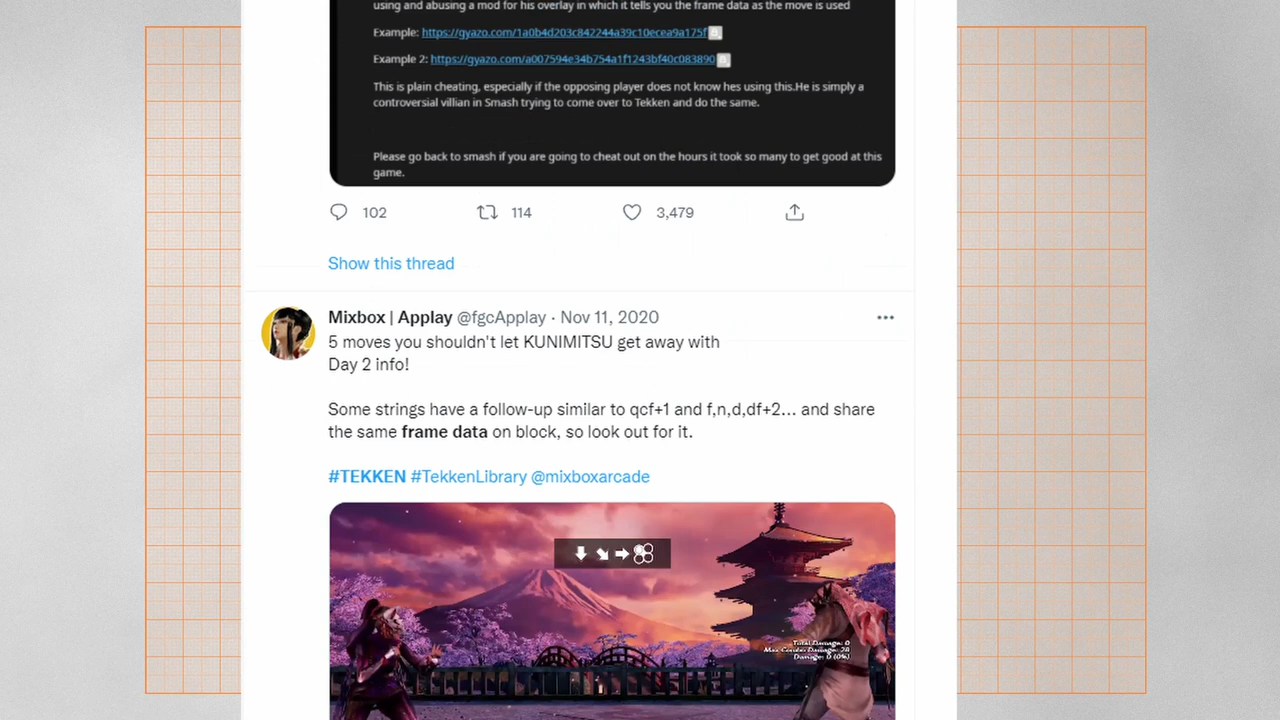 using and abusing a mod for his overlay in which it tells you the frame data as the move is used
Example: https://gyazo.com/1a0b4d203c842244a39c10ecea9a175f
Example 2: https://gyazo.com/a007594e34b754a1f1243bf40c083890
This is plain cheating, especially if the opposing player does not know hes using this.He is simply a
controversial villian in Smash trying to come over to Tekken and do the same.
Please go back to smash if you are going to cheat out on the hours it took so many to get good at this
game.
102 114 3,479
Show this thread
Mixbox | Applay @fgcApplay · Nov 11, 2020
5 moves you shouldn't let KUNIMITSU get away with
Day 2 info!
Some strings have a follow-up similar to qcf+1 and f,n,d,df+2... and share
the same frame data on block, so look out for it.
#TEKKEN #TekkenLibrary @mixboxarcade
Total Damage: 0
Max Combo Damage: 28
Damage: 0 (0%)